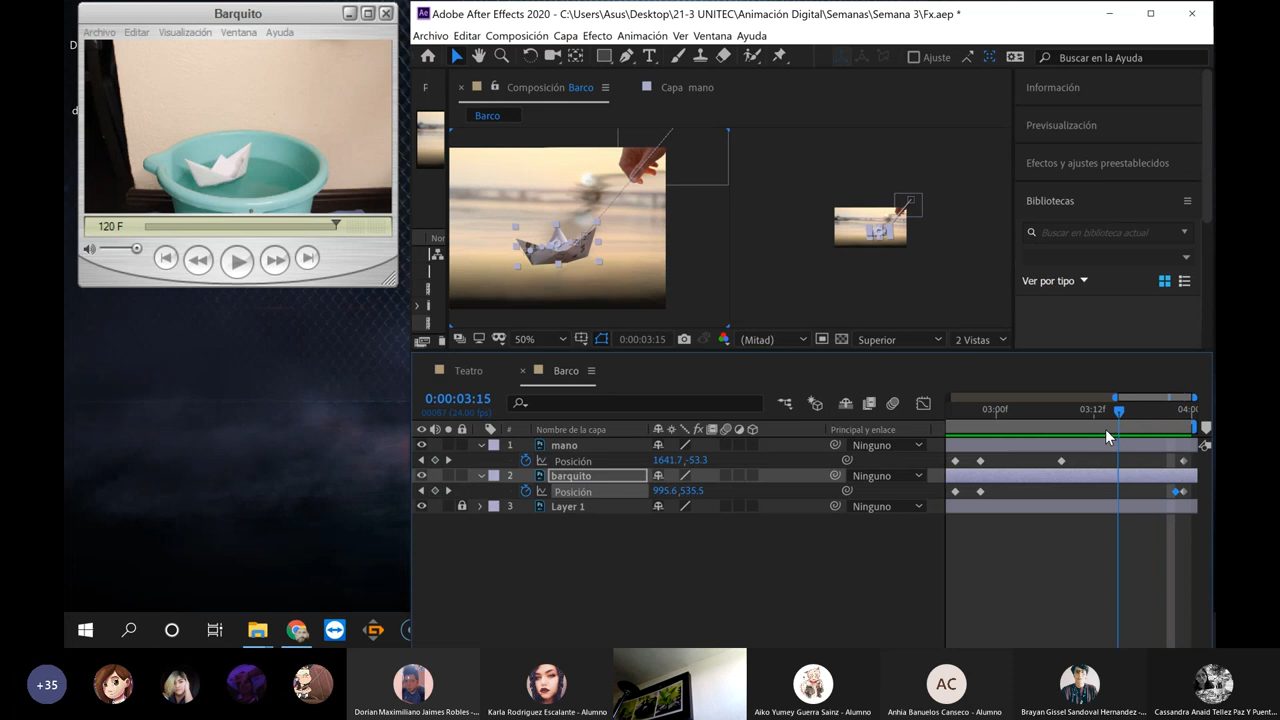 Barquito
Archivo Editar Visualización Ventana Ayuda
120 F
Adobe After Effects 2020 - C:\Users\Asus\Desktop\21-3 UNITEC\Animación Digital\Semanas\Semana 3\Fx.aep *
Archivo Editar Composición Capa Efecto Animación Ver Ventana Ayuda
Ajuste
Buscar en la Ayuda
Composición Barco
Capa mano
Barco
Información
Previsualización
Efectos y ajustes preestablecidos
Bibliotecas
Buscar en biblioteca actual
Ver por tipo
50%
0:00:03:15
(Mitad)
Superior
2 Vistas
Teatro
Barco
0:00:03:15
00087 (24.00 fps)
03:00f 03:12f 04:00
# Nombre de la capa
Principal y enlace
1 mano Ninguno
Posición 1641.7,-53.3
2 barquito Ninguno
Posición 995.6,535.5
3 Layer 1 Ninguno
+35
Dorian Maximiliano Jaimes Robles - ...
Karla Rodriguez Escalante - Alumno
Aiko Yumey Guerra Sainz - Alumno
AC
Anhia Banuelos Canseco - Alumno
Brayan Gissel Sandoval Hernandez - ...
Cassandra Anaid Tellez Paz Y Puent...